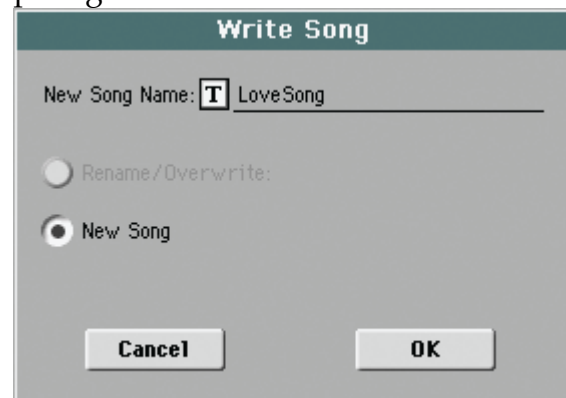 Write Song
New Song Name: T LoveSong
Rename/Overwrite:
New Song
Cancel OK